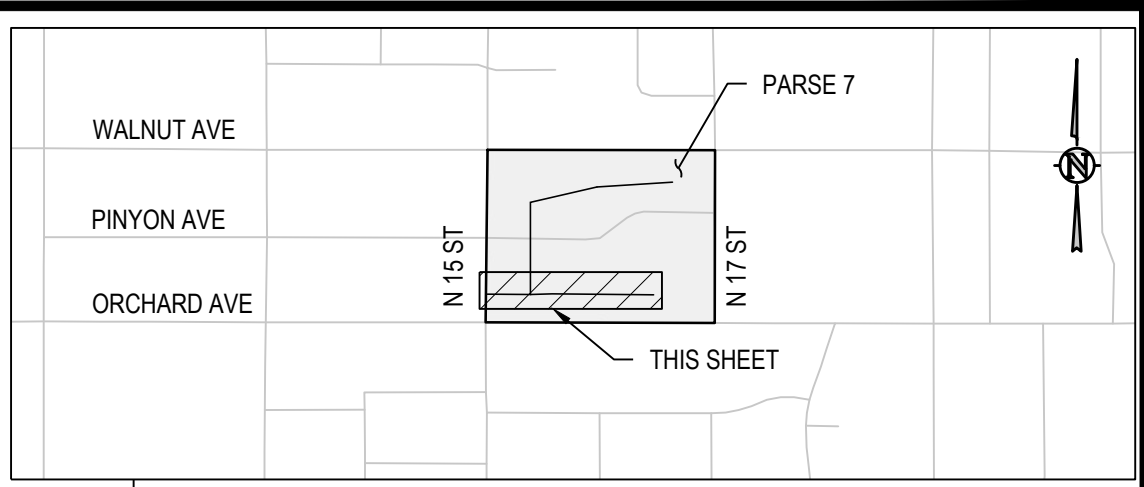 PARSE 7
WALNUT AVE
N
PINYON AVE
N 15 ST
N 17 ST
ORCHARD AVE
THIS SHEET